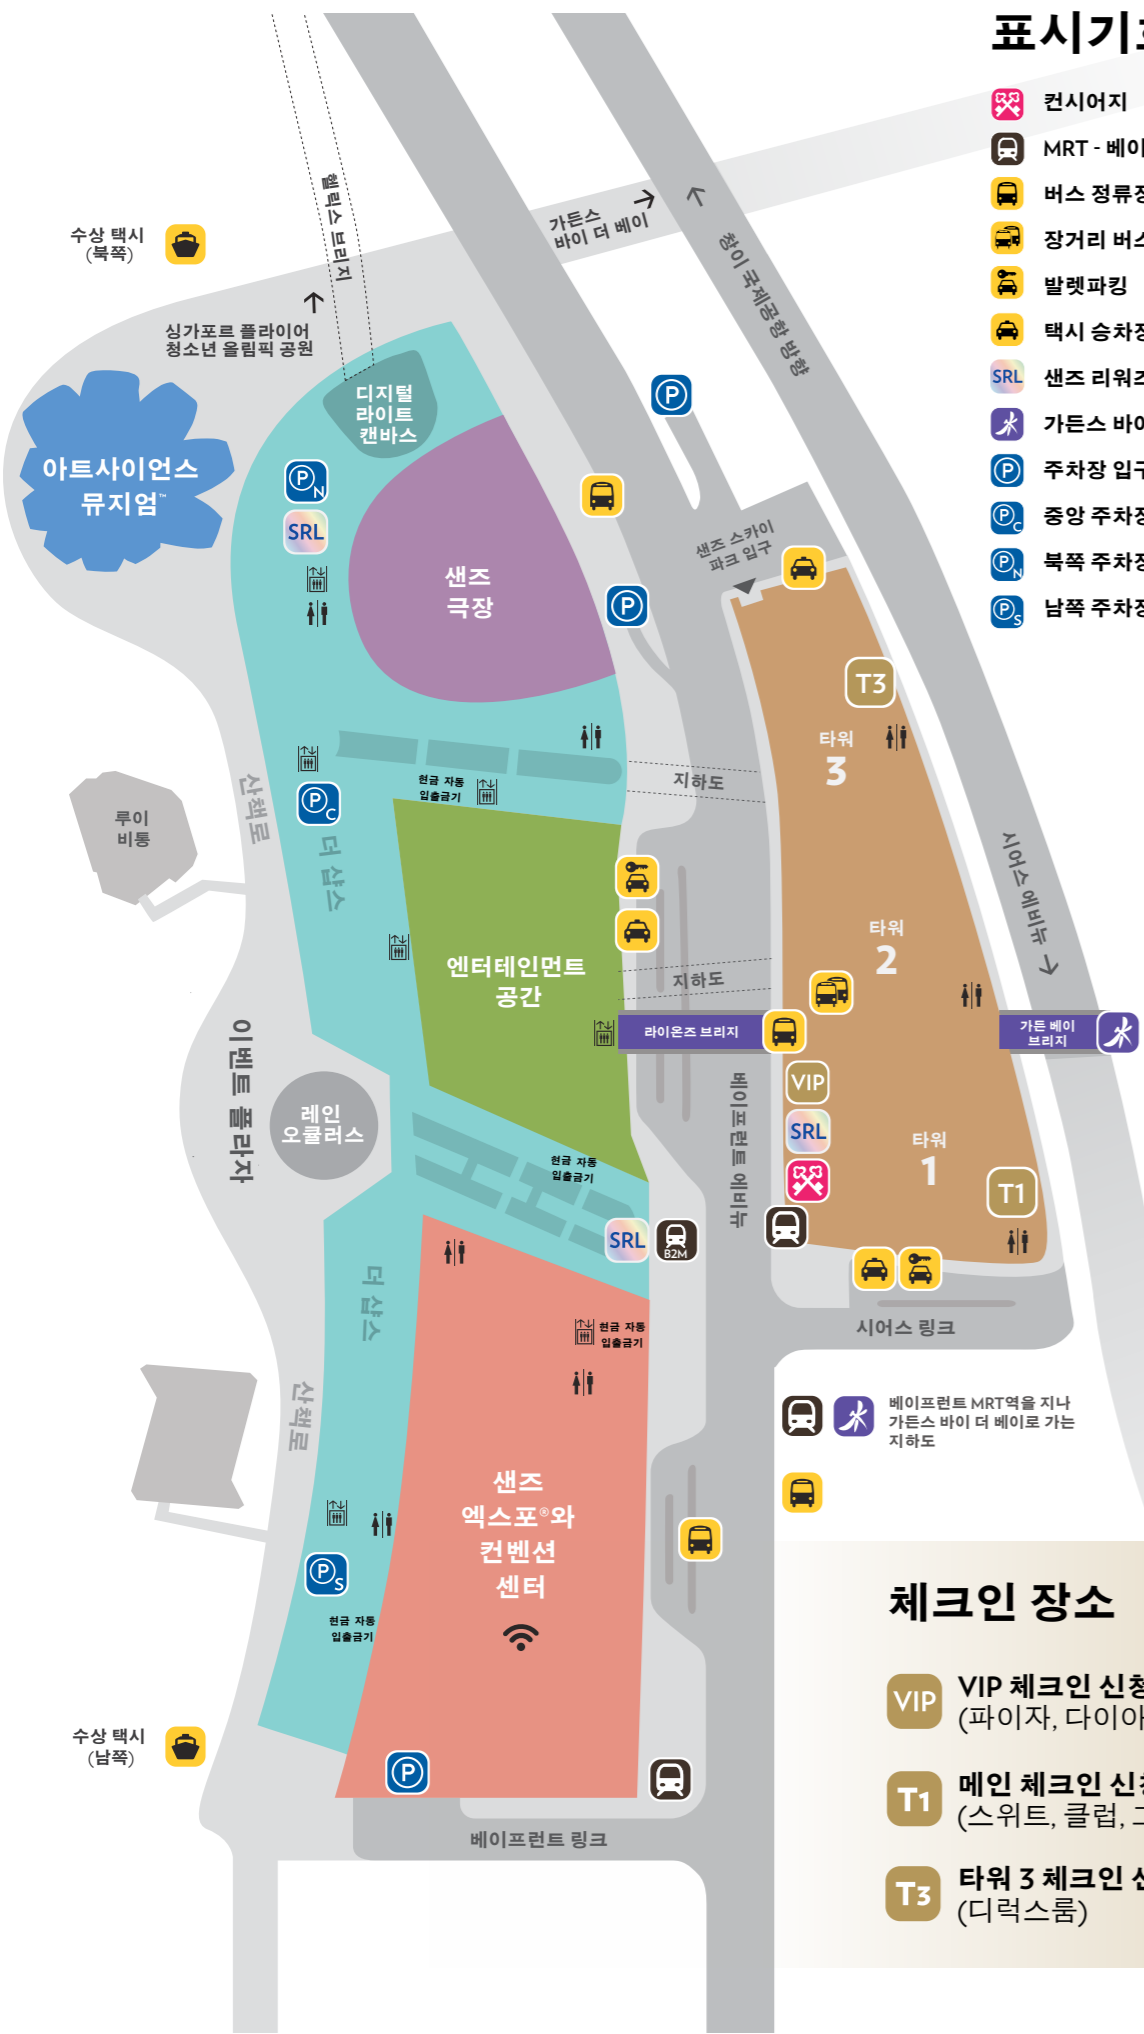 표시기호
컨시어지
MRT - 베이
버스 정류장
장거리 버스
발렛파킹
택시 승차장
SRL 샌즈 리워즈
가든스 바이
P 주차장 입구
PC 중앙 주차장
PN 북쪽 주차장
PS 남쪽 주차장
헬릭스 브리지
수상 택시
(북쪽)
가든스
바이 더 베이
창이 국제공항 방향
싱가포르 플라이어
청소년 올림픽 공원
디지털
라이트
캔바스
P
아트사이언스
뮤지엄™
PN
SRL
샌즈
극장
샌즈 스카이
파크 입구
P
T3
타워
3
지하도
현금 자동
입출금기
PC
산책로
더 샵스
루이
비통
시어스 에비뉴
타워
2
엔터테인먼트
공간
지하도
라이온즈 브리지
가든 베이
브리지
이벤트 플라자
베이프런트 에비뉴
VIP
SRL
레인
오큘러스
타워
1
T1
현금 자동
입출금기
SRL
B2M
더 샵스
현금 자동
입출금기
시어스 링크
산책로
베이프런트 MRT역을 지나
가든스 바이 더 베이로 가는
지하도
샌즈
엑스포®와
컨벤션
센터
PS
현금 자동
입출금기
체크인 장소
VIP VIP 체크인 신청
(파이자, 다이아
수상 택시
(남쪽)
P
T1 메인 체크인 신청
(스위트, 클럽, 그
베이프런트 링크
T3 타워 3 체크인 신
(디럭스룸)